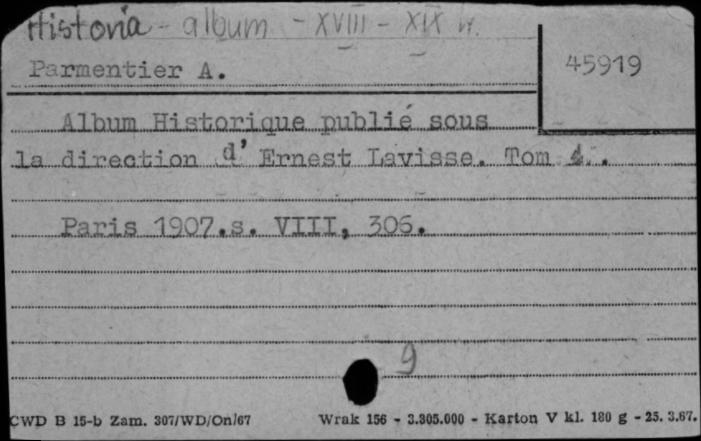 Historia - album - XVIII - XIX w.
Parmentier A.
45919
Album Historique publié sous
la direction d' Ernest Lavisse. Tom 4.
Paris 1907.s. VIII, 306.
9
CWD B 15-b Zam. 307/WD/On/67 Wrak 156 - 3.305.000 - Karton V kl. 180 g - 25. 3.67.